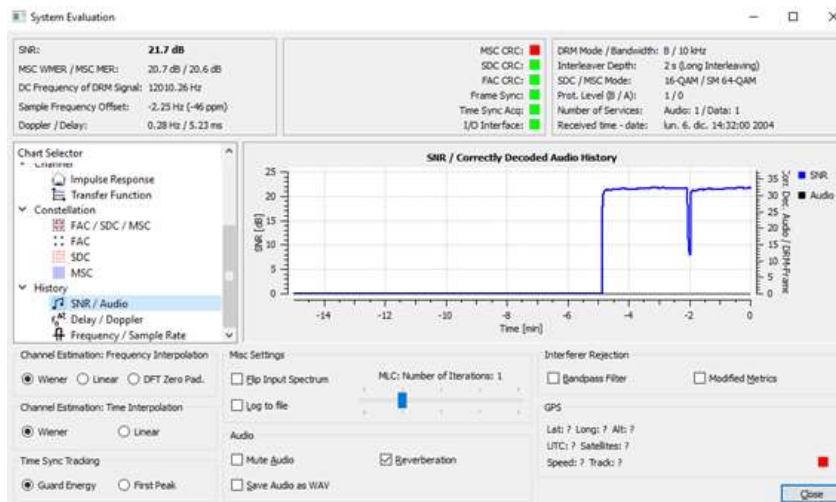 System Evaluation
SNR: 21.7 dB
MSC WMER / MSC MER: 20.7 dB / 20.6 dB
DC Frequency of DRM Signal: 12010.26 Hz
Sample Frequency Offset: -2.25 Hz (-46 ppm)
Doppler / Delay: 0.28 Hz / 5.23 ms
MSC CRC:
SDC CRC:
FAC CRC:
Frame Sync:
Time Sync Acq:
I/O Interface:
DRM Mode / Bandwidth: B / 10 kHz
Interleaver Depth: 2 s (Long Interleaving)
SDC / MSC Mode: 16-QAM / SM 64-QAM
Prot. Level (B / A): 1 / 0
Number of Services: Audio: 1 / Data: 1
Received time - date: lun. 6. dic. 14:32:00 2004
Chart Selector
Channel
Impulse Response
Transfer Function
Constellation
FAC / SDC / MSC
FAC
SDC
MSC
History
SNR / Audio
Delay / Doppler
Frequency / Sample Rate
SNR / Correctly Decoded Audio History
SNR [dB]
25
20
15
10
5
0
-14 -12 -10 -8 -6 -4 -2 0
Time [min]
35
30
25
20
15
10
5
0
Corr. Dec. Audio / DRM-Frame
SNR
Audio
Channel Estimation: Frequency Interpolation
Wiener Linear DFT Zero Pad.
Channel Estimation: Time Interpolation
Wiener Linear
Time Sync Tracking
Guard Energy First Peak
Misc Settings
Flip Input Spectrum
Log to file
MLC: Number of Iterations: 1
Audio
Mute Audio Reverberation
Save Audio as WAV
Interferer Rejection
Bandpass Filter Modified Metrics
GPS
Lat: ? Long: ? Alt: ?
UTC: ? Satellites: ?
Speed: ? Track: ?
Close